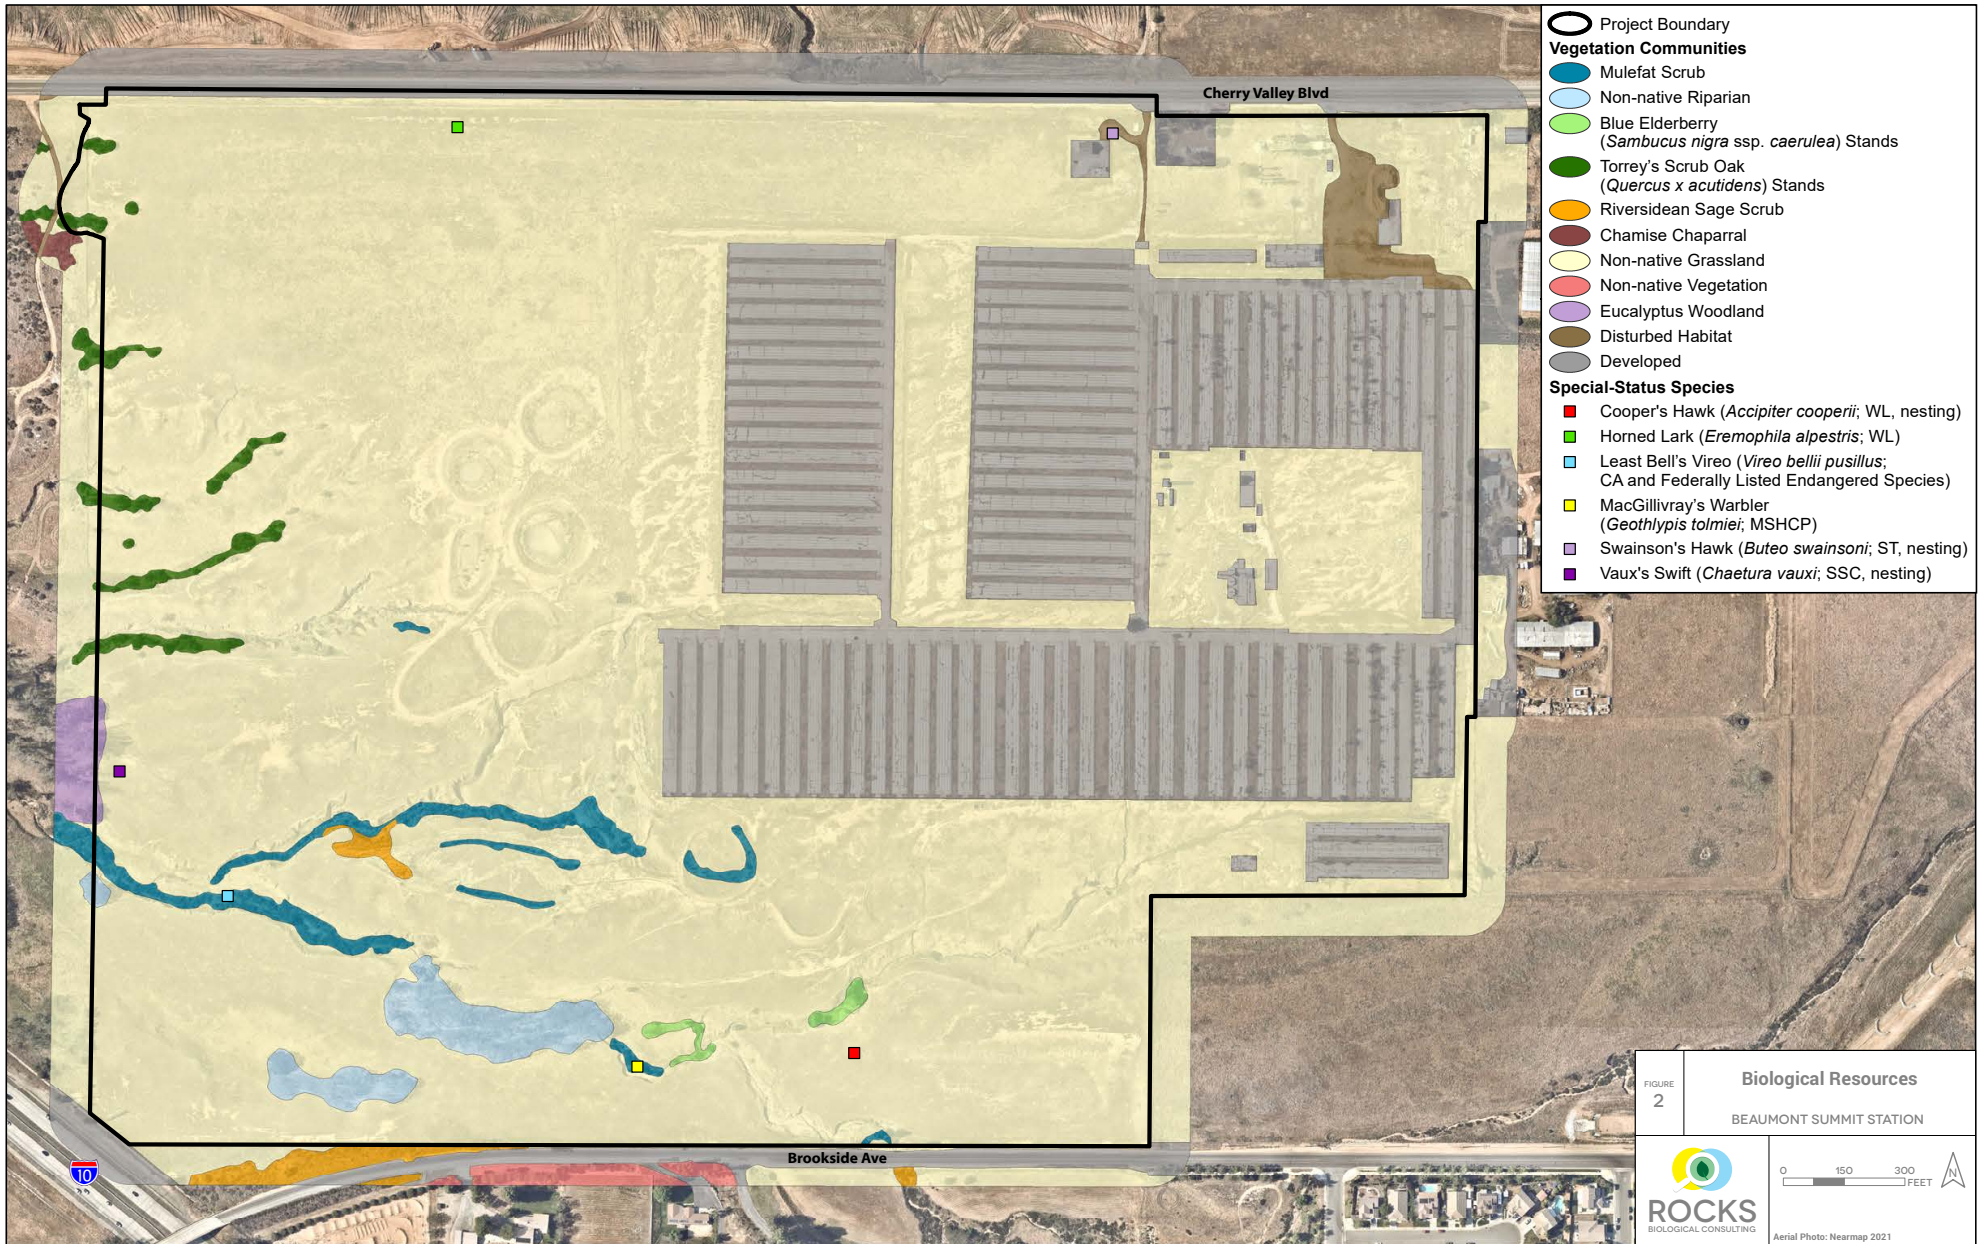 Cherry Valley Blvd
Brookside Ave
10
Project Boundary
Vegetation Communities
Mulefat Scrub
Non-native Riparian
Blue Elderberry
(Sambucus nigra ssp. caerulea) Stands
Torrey's Scrub Oak
(Quercus x acutidens) Stands
Riversidean Sage Scrub
Chamise Chaparral
Non-native Grassland
Non-native Vegetation
Eucalyptus Woodland
Disturbed Habitat
Developed
Special-Status Species
Cooper's Hawk (Accipiter cooperii; WL, nesting)
Horned Lark (Eremophila alpestris; WL)
Least Bell's Vireo (Vireo bellii pusillus;
CA and Federally Listed Endangered Species)
MacGillivray's Warbler
(Geothlypis tolmiei; MSHCP)
Swainson's Hawk (Buteo swainsoni; ST, nesting)
Vaux's Swift (Chaetura vauxi; SSC, nesting)
FIGURE
2
Biological Resources
BEAUMONT SUMMIT STATION
ROCKS
BIOLOGICAL CONSULTING
0 150 300
FEET
N
Aerial Photo: Nearmap 2021